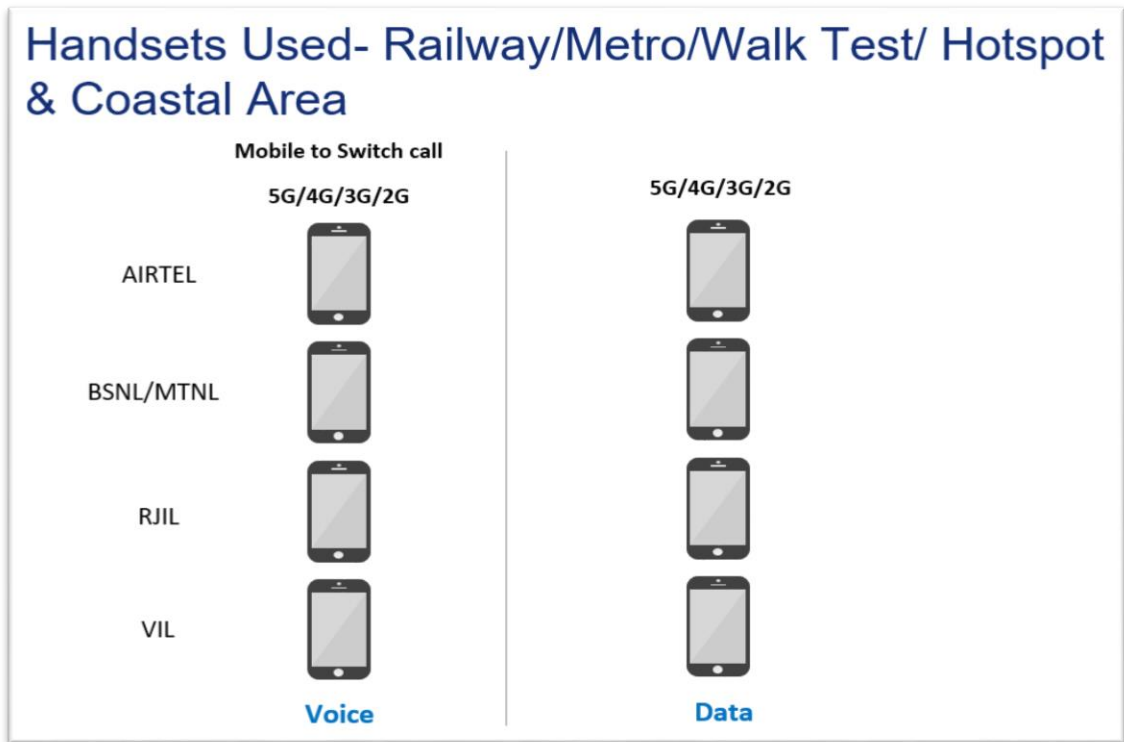 Handsets Used- Railway/Metro/Walk Test/ Hotspot
& Coastal Area
Mobile to Switch call
5G/4G/3G/2G
5G/4G/3G/2G
AIRTEL
BSNL/MTNL
RJIL
VIL
Voice
Data